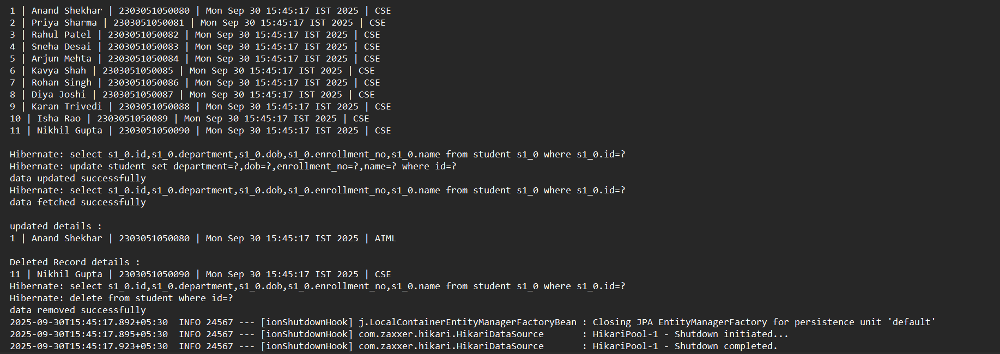 1 | Anand Shekhar | 2303051050080 | Mon Sep 30 15:45:17 IST 2025 | CSE
2 | Priya Sharma | 2303051050081 | Mon Sep 30 15:45:17 IST 2025 | CSE
3 | Rahul Patel | 2303051050082 | Mon Sep 30 15:45:17 IST 2025 | CSE
4 | Sneha Desai | 2303051050083 | Mon Sep 30 15:45:17 IST 2025 | CSE
5 | Arjun Mehta | 2303051050084 | Mon Sep 30 15:45:17 IST 2025 | CSE
6 | Kavya Shah | 2303051050085 | Mon Sep 30 15:45:17 IST 2025 | CSE
7 | Rohan Singh | 2303051050086 | Mon Sep 30 15:45:17 IST 2025 | CSE
8 | Diya Joshi | 2303051050087 | Mon Sep 30 15:45:17 IST 2025 | CSE
9 | Karan Trivedi | 2303051050088 | Mon Sep 30 15:45:17 IST 2025 | CSE
10 | Isha Rao | 2303051050089 | Mon Sep 30 15:45:17 IST 2025 | CSE
11 | Nikhil Gupta | 2303051050090 | Mon Sep 30 15:45:17 IST 2025 | CSE
Hibernate: select s1_0.id,s1_0.department,s1_0.dob,s1_0.enrollment_no,s1_0.name from student s1_0 where s1_0.id=?
Hibernate: update student set department=?,dob=?,enrollment_no=?,name=? where id=?
data updated successfully
Hibernate: select s1_0.id,s1_0.department,s1_0.dob,s1_0.enrollment_no,s1_0.name from student s1_0 where s1_0.id=?
data fetched successfully
updated details :
1 | Anand Shekhar | 2303051050080 | Mon Sep 30 15:45:17 IST 2025 | AIML
Deleted Record details :
11 | Nikhil Gupta | 2303051050090 | Mon Sep 30 15:45:17 IST 2025 | CSE
Hibernate: select s1_0.id,s1_0.department,s1_0.dob,s1_0.enrollment_no,s1_0.name from student s1_0 where s1_0.id=?
Hibernate: delete from student where id=?
data removed successfully
2025-09-30T15:45:17.892+05:30  INFO 24567 --- [ionShutdownHook] j.LocalContainerEntityManagerFactoryBean : Closing JPA EntityManagerFactory for persistence unit 'default'
2025-09-30T15:45:17.895+05:30  INFO 24567 --- [ionShutdownHook] com.zaxxer.hikari.HikariDataSource       : HikariPool-1 - Shutdown initiated...
2025-09-30T15:45:17.923+05:30  INFO 24567 --- [ionShutdownHook] com.zaxxer.hikari.HikariDataSource       : HikariPool-1 - Shutdown completed.